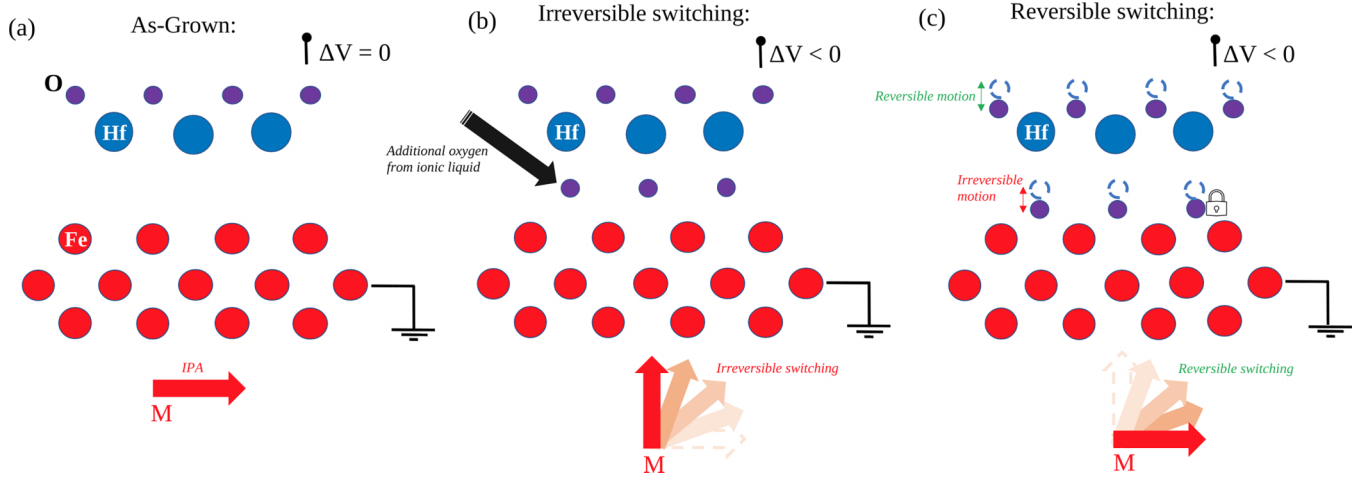 (a)
As-Grown:
ΔV = 0
O
Hf
Fe
IPA
M
(b)
Irreversible switching:
ΔV < 0
Hf
Additional oxygen
from ionic liquid
Irreversible switching
M
(c)
Reversible switching:
ΔV < 0
Reversible motion
Hf
Irreversible
motion
Reversible switching
M